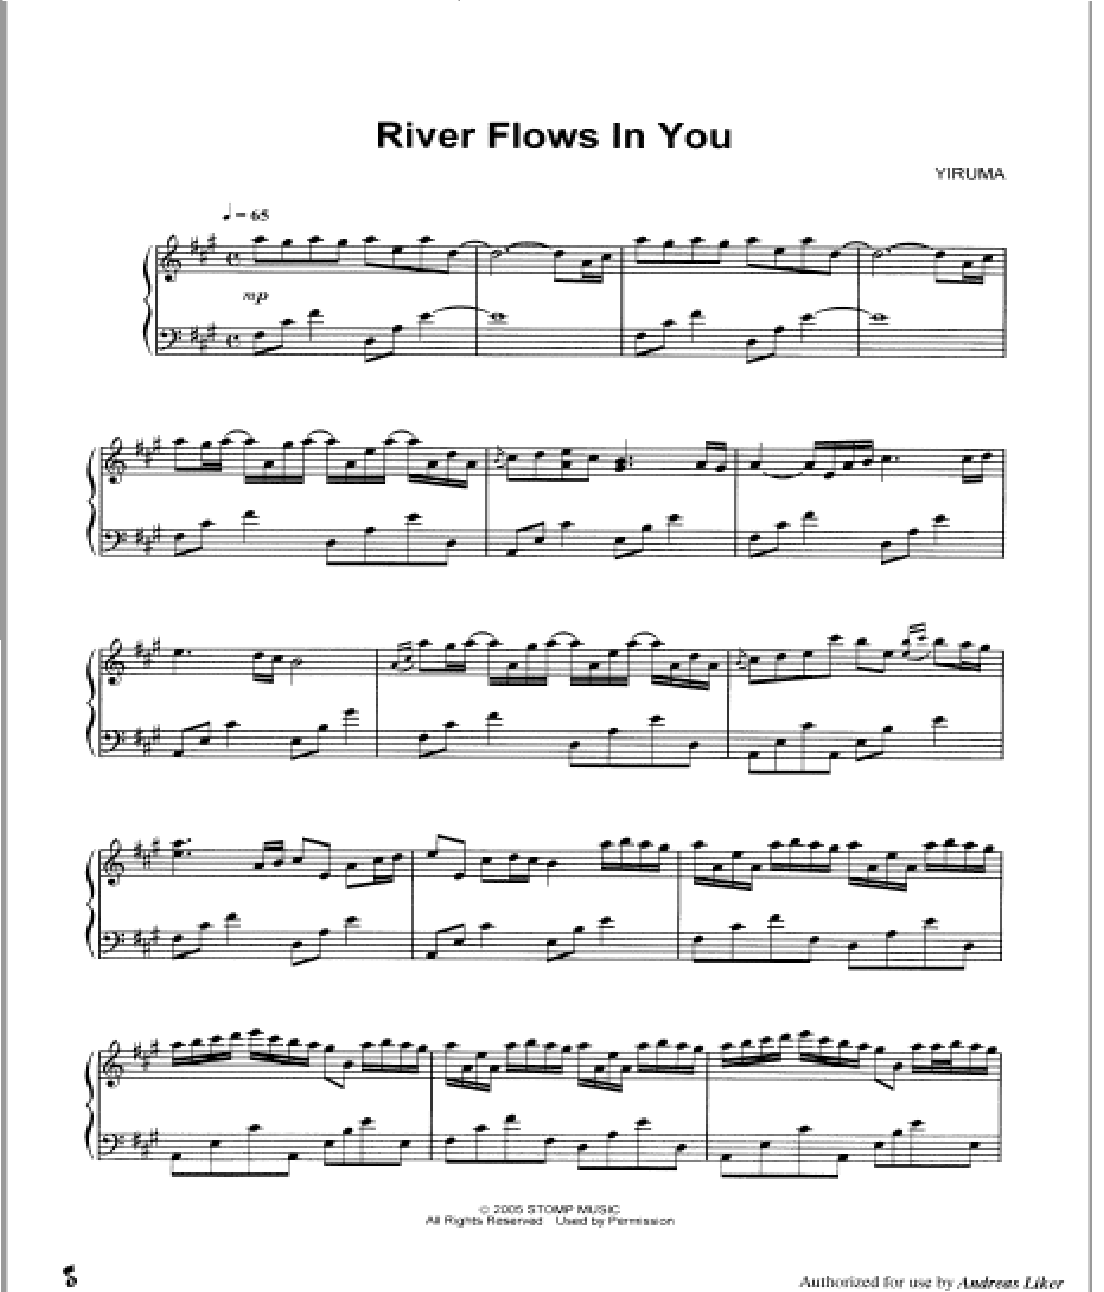 River Flows In You
YIRUMA
♩ = 65
mp
© 2005 STOMP MUSIC
All Rights Reserved Used by Permission
Authorized for use by Andreas Liker